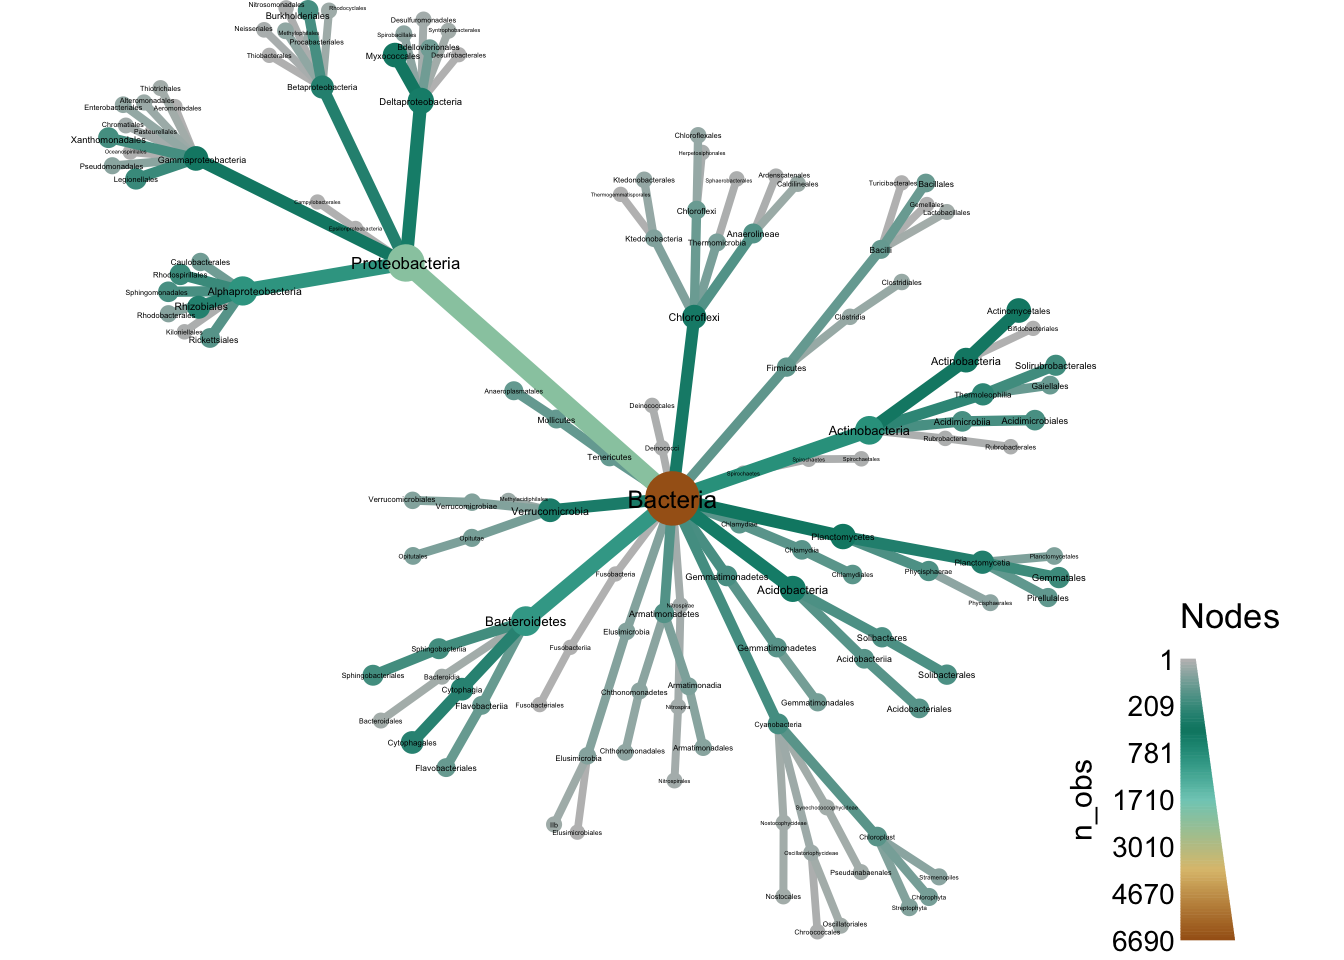 Nitrosomonadales
Rhodocyclales
Burkholderiales
Neisseriales
Methylophilales
Procabacteriales
Thiobacterales
Betaproteobacteria
Desulfuromonadales
Spirobacillales
Syntrophobacterales
Bdellovibrionales
Myxococcales
Desulfobacterales
Deltaproteobacteria
Thiotrichales
Alteromonadales
Enterobacteriales
Aeromonadales
Chromatiales
Pasteurellales
Xanthomonadales
Oceanospirillales
Gammaproteobacteria
Pseudomonadales
Legionellales
Campylobacterales
Epsilonproteobacteria
Proteobacteria
Caulobacterales
Rhodospirillales
Sphingomonadales
Alphaproteobacteria
Rhizobiales
Rhodobacterales
Kiloniellales
Rickettsiales
Chloroflexales
Herpetosiphonales
Ktedonobacterales
Thermogemmatisporales
Sphaerobacterales
Ardenscatenales
Caldilineales
Chloroflexi
Ktedonobacteria
Thermomicrobia
Anaerolineae
Chloroflexi
Turicibacterales
Bacillales
Gemellales
Lactobacillales
Bacilli
Clostridiales
Clostridia
Firmicutes
Actinomycetales
Bifidobacteriales
Actinobacteria
Solirubrobacterales
Gaiellales
Thermoleophilia
Acidimicrobiia
Acidimicrobiales
Actinobacteria
Rubrobacteria
Rubrobacterales
Spirochaetes
Spirochaetes
Spirochaetales
Anaeroplasmatales
Mollicutes
Tenericutes
Deinococcales
Deinococci
Bacteria
Verrucomicrobiales
Verrucomicrobiae
Methylacidiphilales
Verrucomicrobia
Opitutae
Opitutales
Chlamydiae
Chlamydia
Chlamydiales
Planctomycetes
Planctomycetia
Planctomycetales
Gemmatales
Pirellulales
Phycisphaerae
Phycisphaerales
Gemmatimonadetes
Acidobacteria
Fusobacteria
Nitrospirae
Armatimonadetes
Bacteroidetes
Elusimicrobia
Solibacteres
Sphingobacteriia
Fusobacteriia
Gemmatimonadetes
Acidobacteriia
Solibacterales
Sphingobacteriales
Bacteroidia
Cytophagia
Armatimonadia
Chthonomonadetes
Flavobacteriia
Fusobacteriales
Nitrospira
Gemmatimonadales
Acidobacteriales
Bacteroidales
Cyanobacteria
Cytophagales
Chthonomonadales
Armatimonadales
Elusimicrobia
Flavobacteriales
Nitrospirales
Synechococcophycideae
IIb
Nostocophycideae
Elusimicrobiales
Chloroplast
Oscillatoriophycideae
Pseudanabaenales
Stramenopiles
Nostocales
Chlorophyta
Streptophyta
Oscillatoriales
Chroococcales
Nodes
n_obs
1
209
781
1710
3010
4670
6690